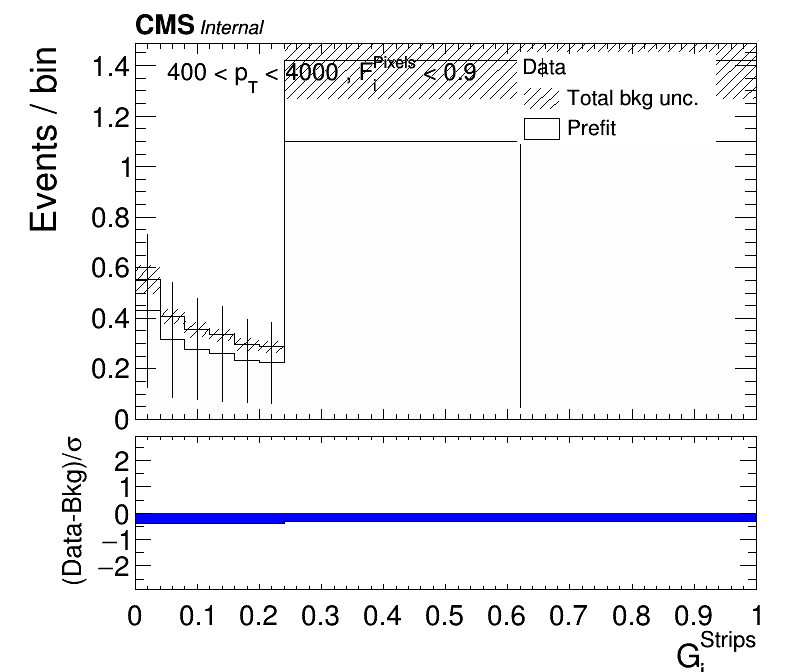 CMS Internal
Events / bin
1.4
1.2
1
0.8
0.6
0.4
0.2
0
400 < p_T < 4000 , F_i^Pixels < 0.9
Data
Total bkg unc.
Prefit
(Data-Bkg)/σ
2
1
0
−1
−2
0 0.1 0.2 0.3 0.4 0.5 0.6 0.7 0.8 0.9 1
G_i^Strips